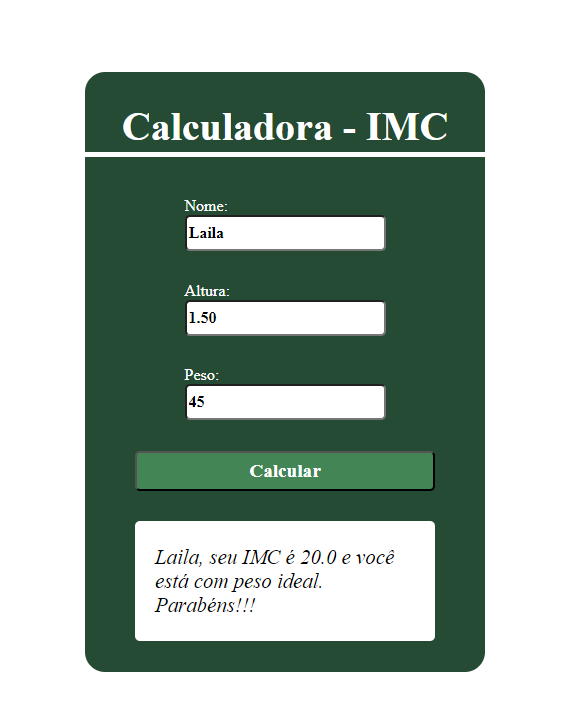 Calculadora - IMC
Nome:
Laila
Altura:
1.50
Peso:
45
Calcular
Laila, seu IMC é 20.0 e você
está com peso ideal.
Parabéns!!!